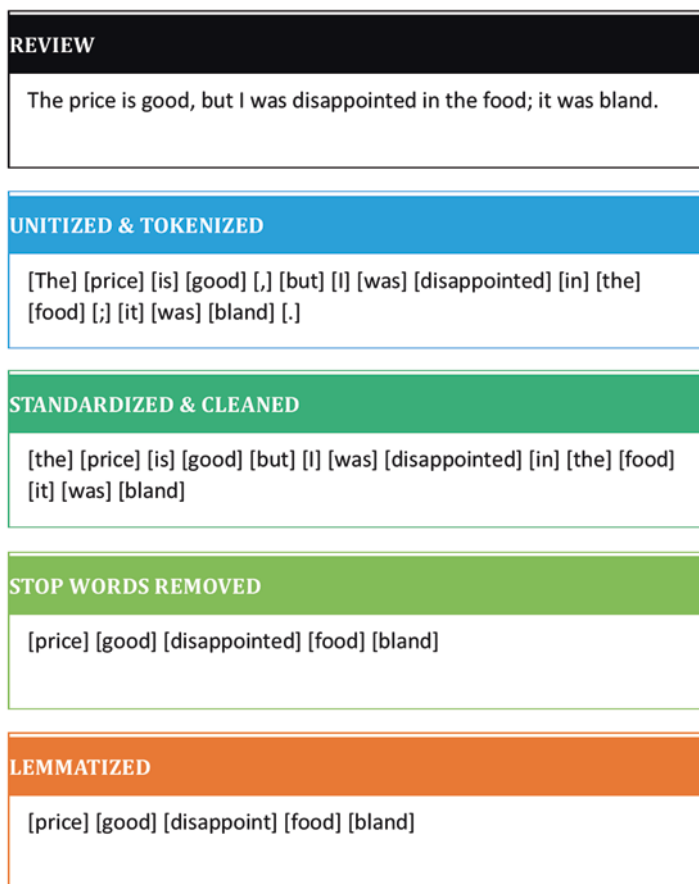 REVIEW
The price is good, but I was disappointed in the food; it was bland.
UNITIZED & TOKENIZED
[The] [price] [is] [good] [,] [but] [I] [was] [disappointed] [in] [the]
[food] [;] [it] [was] [bland] [.]
STANDARDIZED & CLEANED
[the] [price] [is] [good] [but] [I] [was] [disappointed] [in] [the] [food]
[it] [was] [bland]
STOP WORDS REMOVED
[price] [good] [disappointed] [food] [bland]
LEMMATIZED
[price] [good] [disappoint] [food] [bland]